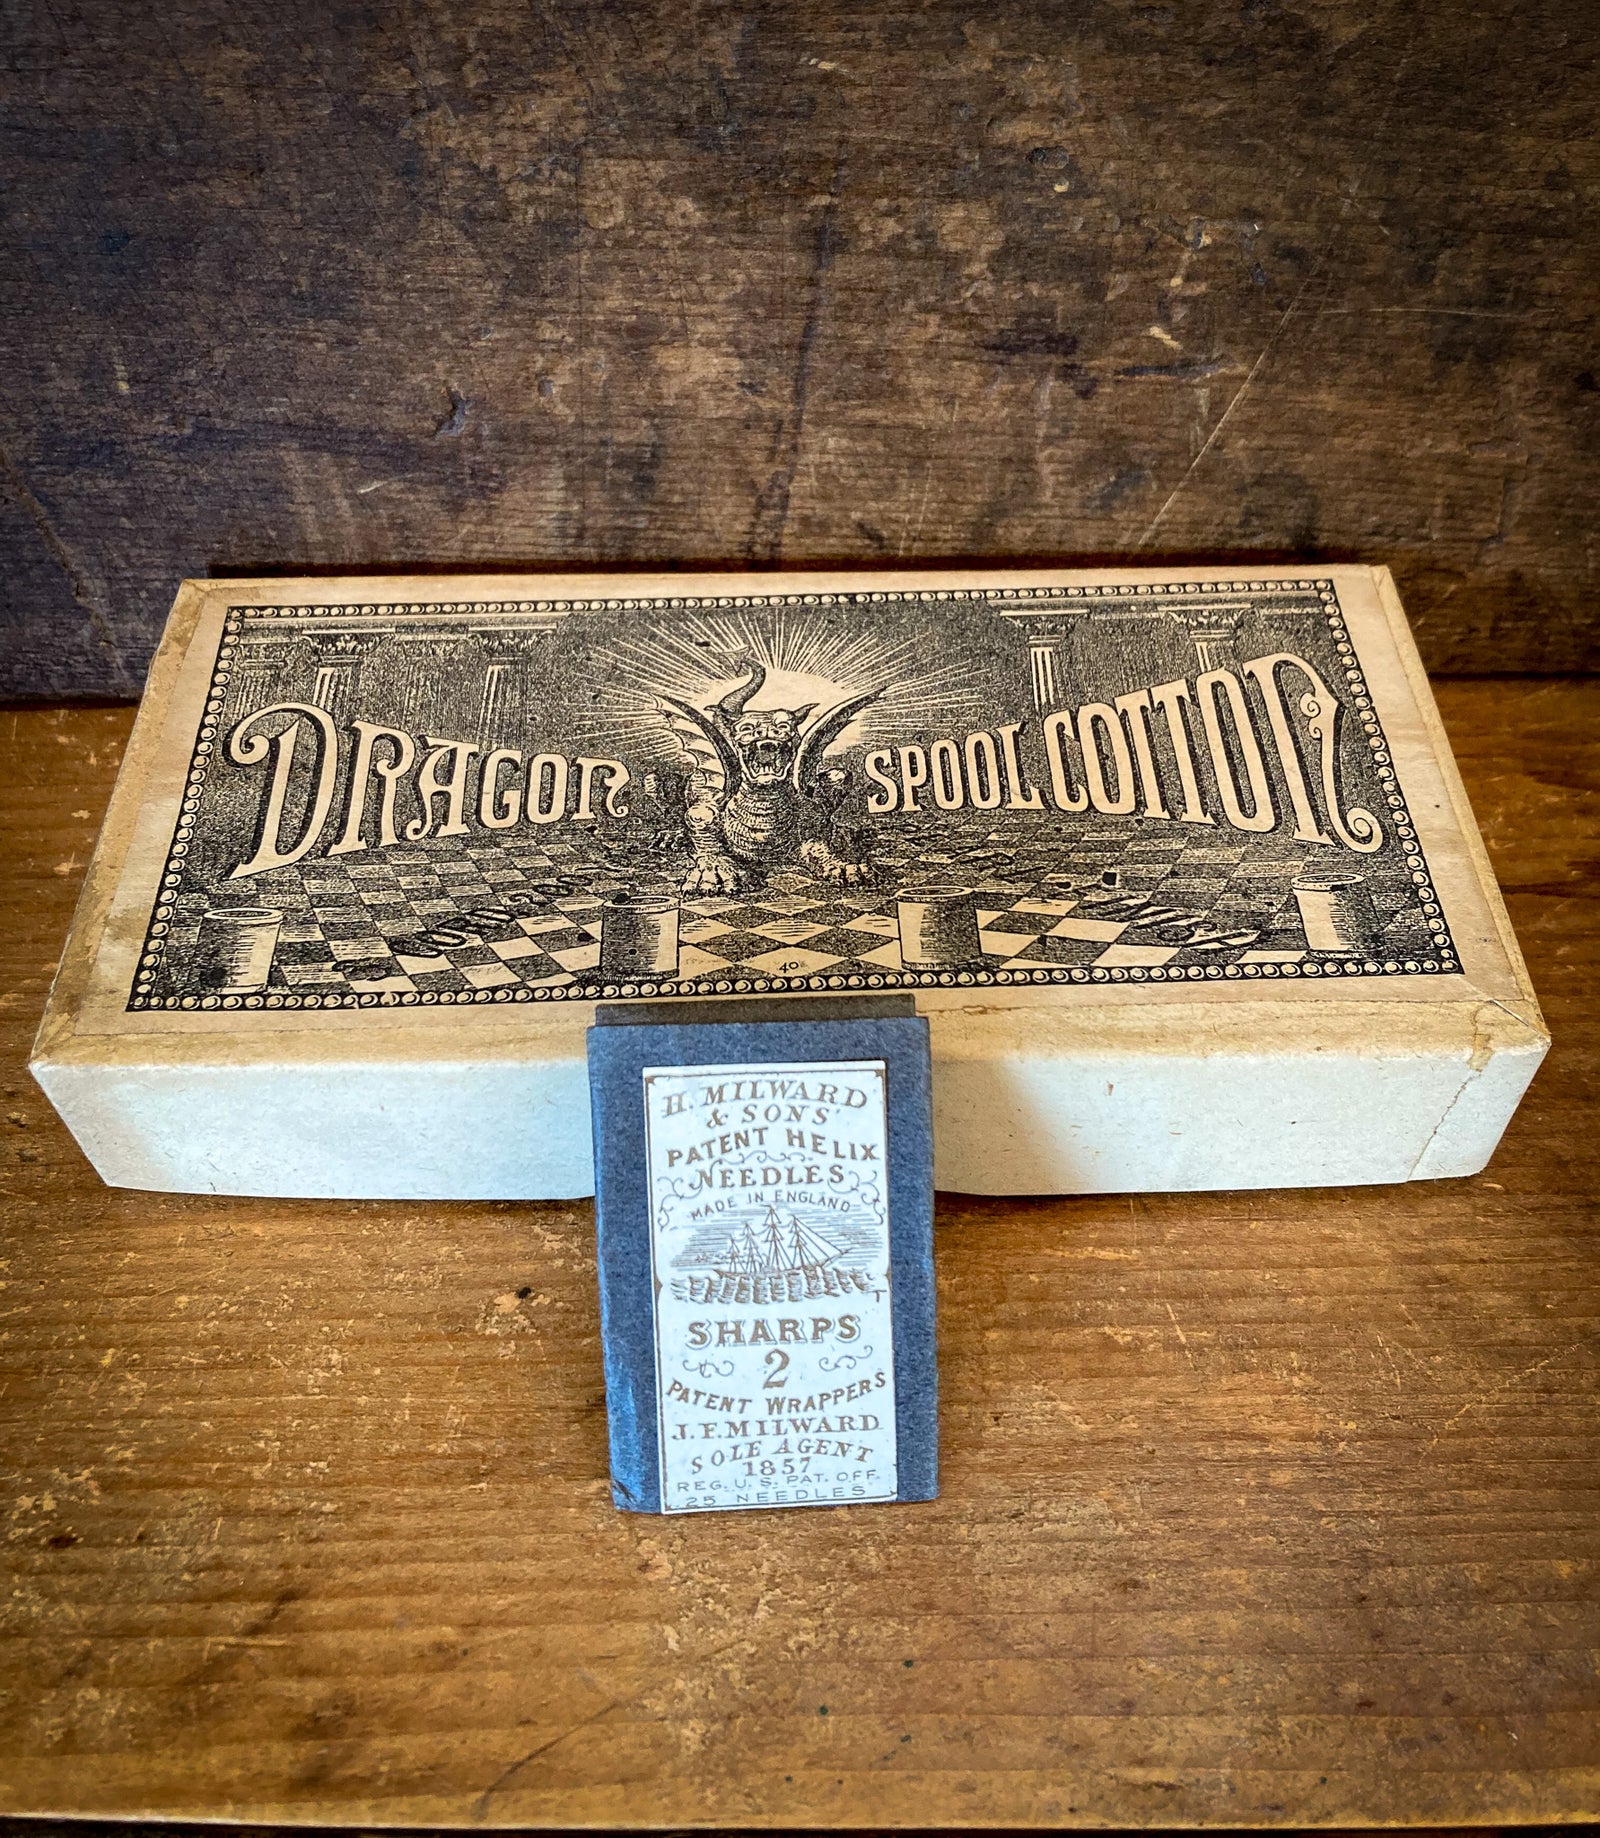 DRAGON SPOOL COTTON
40
H. MILWARD
& SONS'
PATENT HELIX
NEEDLES
MADE IN ENGLAND
SHARPS
2
PATENT WRAPPERS
J. F. MILWARD
SOLE AGENT
1857
REG. U. S. PAT. OFF.
25 NEEDLES